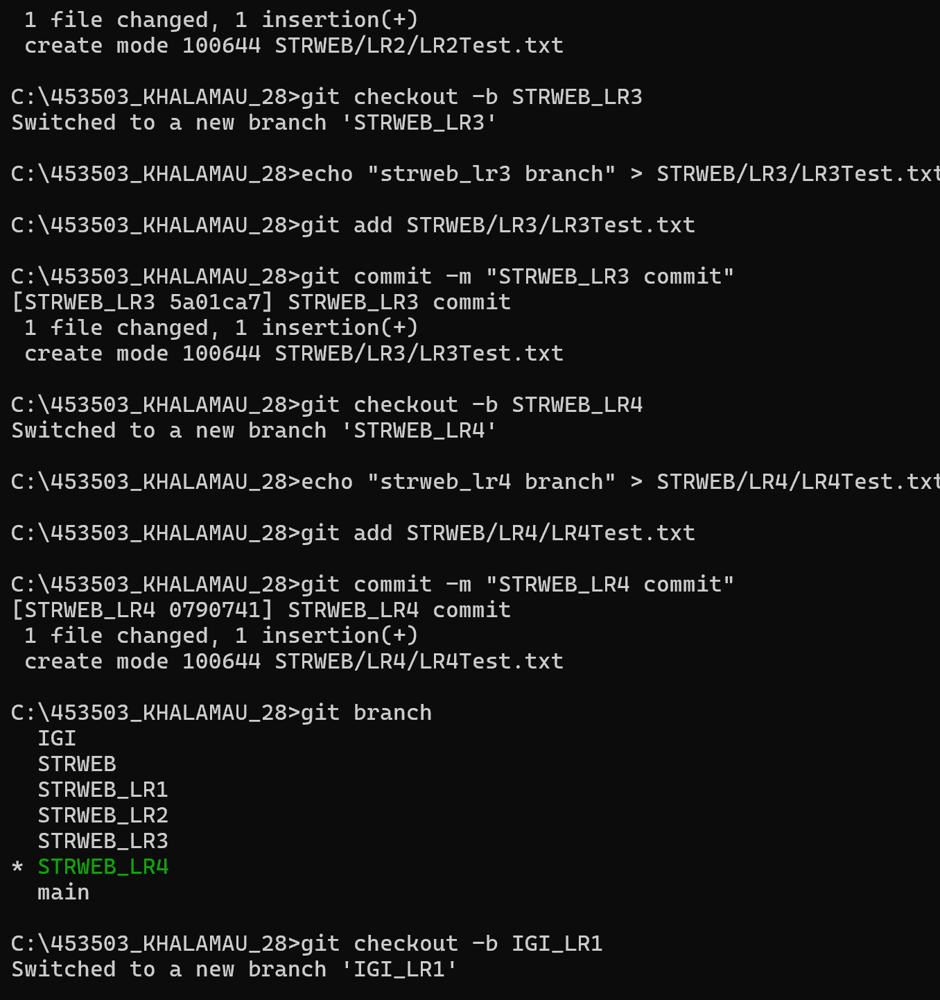 1 file changed, 1 insertion(+)
create mode 100644 STRWEB/LR2/LR2Test.txt
C:\453503_KHALAMAU_28>git checkout -b STRWEB_LR3
Switched to a new branch 'STRWEB_LR3'
C:\453503_KHALAMAU_28>echo "strweb_lr3 branch" > STRWEB/LR3/LR3Test.txt
C:\453503_KHALAMAU_28>git add STRWEB/LR3/LR3Test.txt
C:\453503_KHALAMAU_28>git commit -m "STRWEB_LR3 commit"
[STRWEB_LR3 5a01ca7] STRWEB_LR3 commit
1 file changed, 1 insertion(+)
create mode 100644 STRWEB/LR3/LR3Test.txt
C:\453503_KHALAMAU_28>git checkout -b STRWEB_LR4
Switched to a new branch 'STRWEB_LR4'
C:\453503_KHALAMAU_28>echo "strweb_lr4 branch" > STRWEB/LR4/LR4Test.txt
C:\453503_KHALAMAU_28>git add STRWEB/LR4/LR4Test.txt
C:\453503_KHALAMAU_28>git commit -m "STRWEB_LR4 commit"
[STRWEB_LR4 0790741] STRWEB_LR4 commit
1 file changed, 1 insertion(+)
create mode 100644 STRWEB/LR4/LR4Test.txt
C:\453503_KHALAMAU_28>git branch
IGI
STRWEB
STRWEB_LR1
STRWEB_LR2
STRWEB_LR3
* STRWEB_LR4
main
C:\453503_KHALAMAU_28>git checkout -b IGI_LR1
Switched to a new branch 'IGI_LR1'